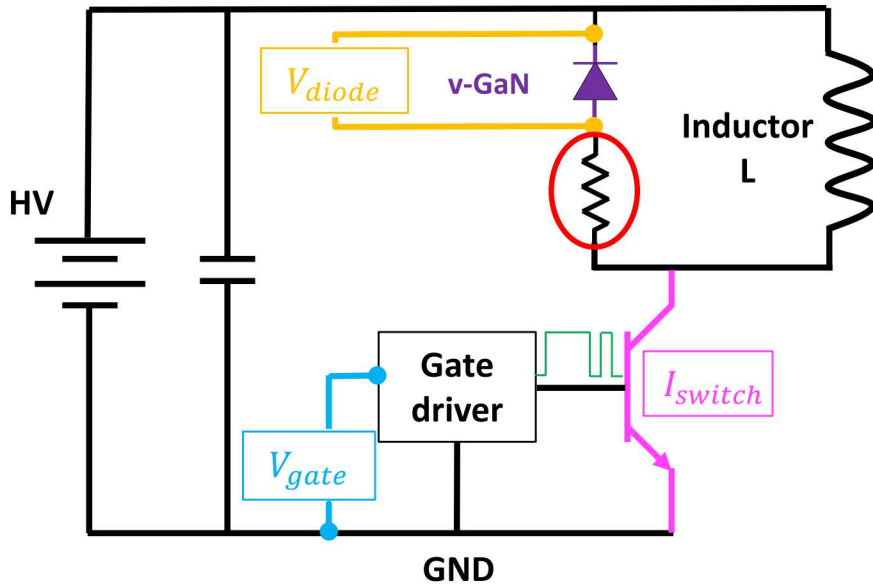 V_diode
v-GaN
Inductor
L
HV
Gate
driver
I_switch
V_gate
GND